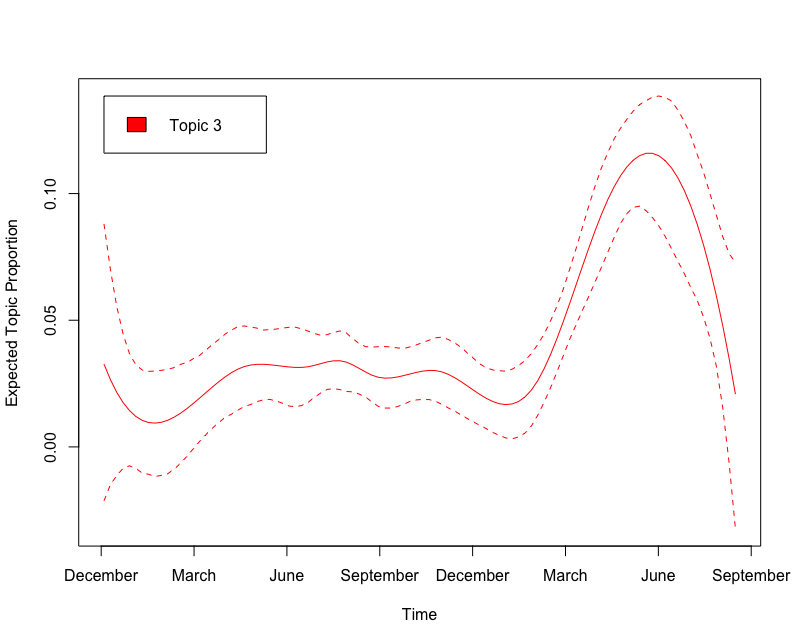 Topic 3
Expected Topic Proportion
0.10
0.05
0.00
December March June September December March June September
Time